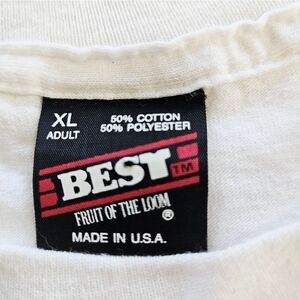 XL 50% COTTON
ADULT 50% POLYESTER
BEST TM
FRUIT OF THE LOOM ®
MADE IN U.S.A.